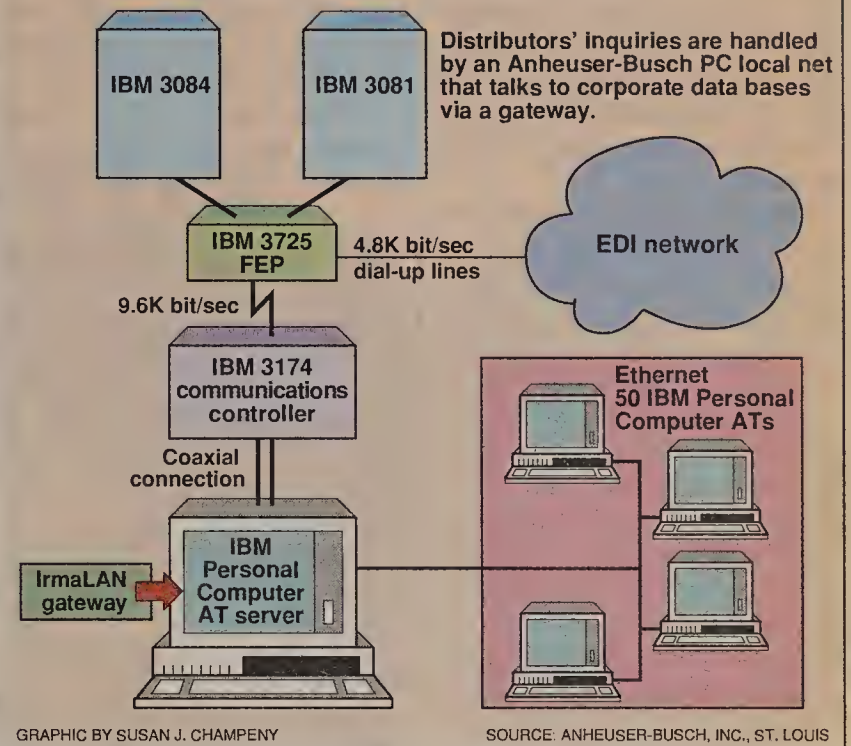 Distributors' inquiries are handled
by an Anheuser-Busch PC local net
that talks to corporate data bases
via a gateway.
IBM 3084
IBM 3081
IBM 3725
FEP
4.8K bit/sec
dial-up lines
EDI network
9.6K bit/sec
IBM 3174
communications
controller
Ethernet
50 IBM Personal
Computer ATs
Coaxial
connection
IBM
Personal
Computer
AT server
IrmaLAN
gateway
GRAPHIC BY SUSAN J. CHAMPENY
SOURCE: ANHEUSER-BUSCH, INC., ST. LOUIS